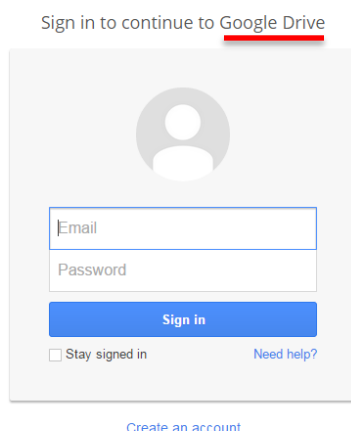 Sign in to continue to Google Drive
Email
Password
Sign in
Stay signed in Need help?
Create an account